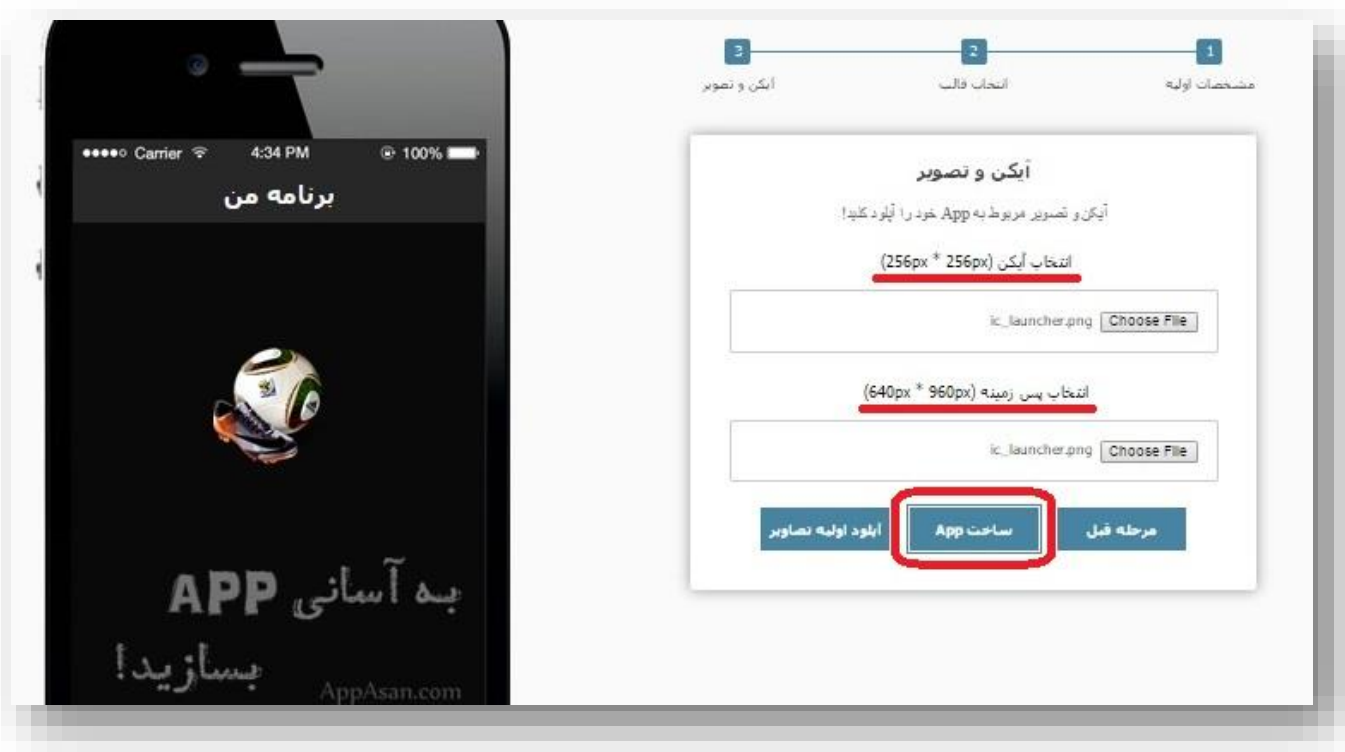 ●●●●○ Carrier 4:34 PM 100%
برنامه من
به آسانی APP
بسازید!
AppAsan.com
1 2 3
مشخصات اولیه انتخاب قالب آیکن و تصویر
آیکن و تصویر
آیکن و تصویر مربوط به App خود را آپلود کنید!
انتخاب آیکن (256px * 256px)
Choose File ic_launcher.png
انتخاب پس زمینه (640px * 960px)
Choose File ic_launcher.png
مرحله قبل ساخت App آپلود اولیه تصاویر